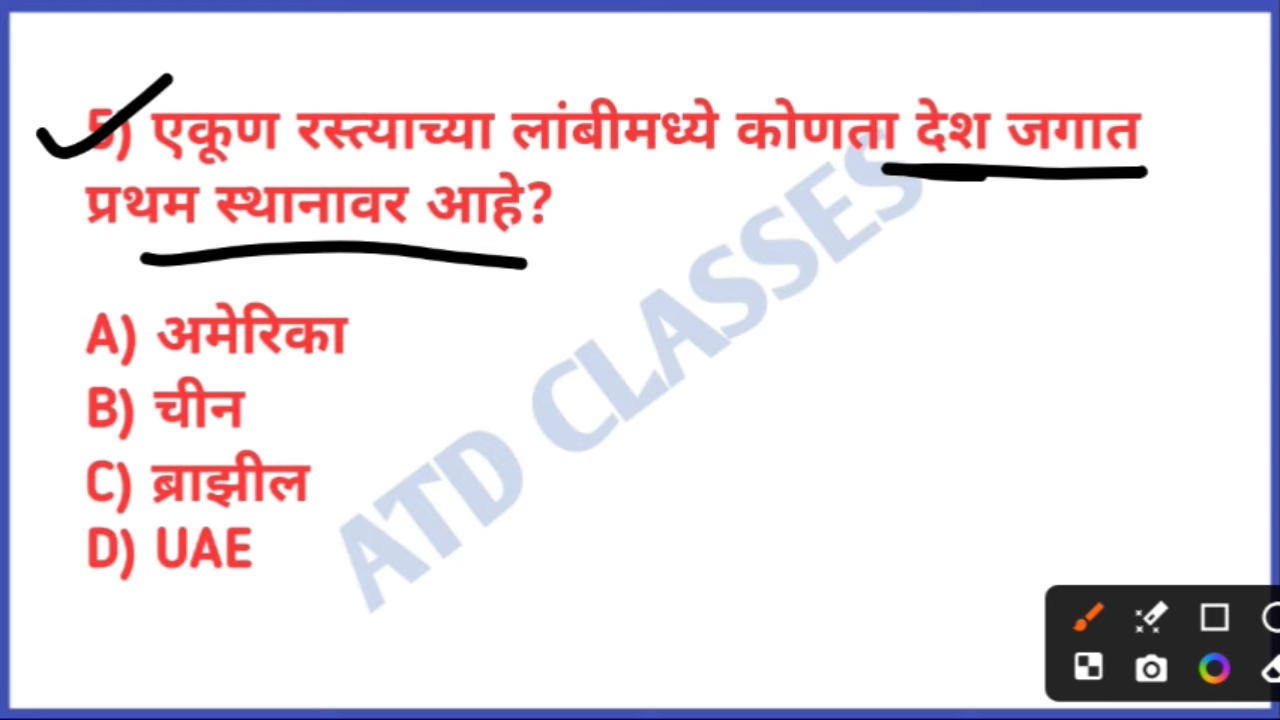 5) एकूण रस्त्याच्या लांबीमध्ये कोणता देश जगात
प्रथम स्थानावर आहे?
A) अमेरिका
B) चीन
C) ब्राझील
D) UAE
ATD CLASSES